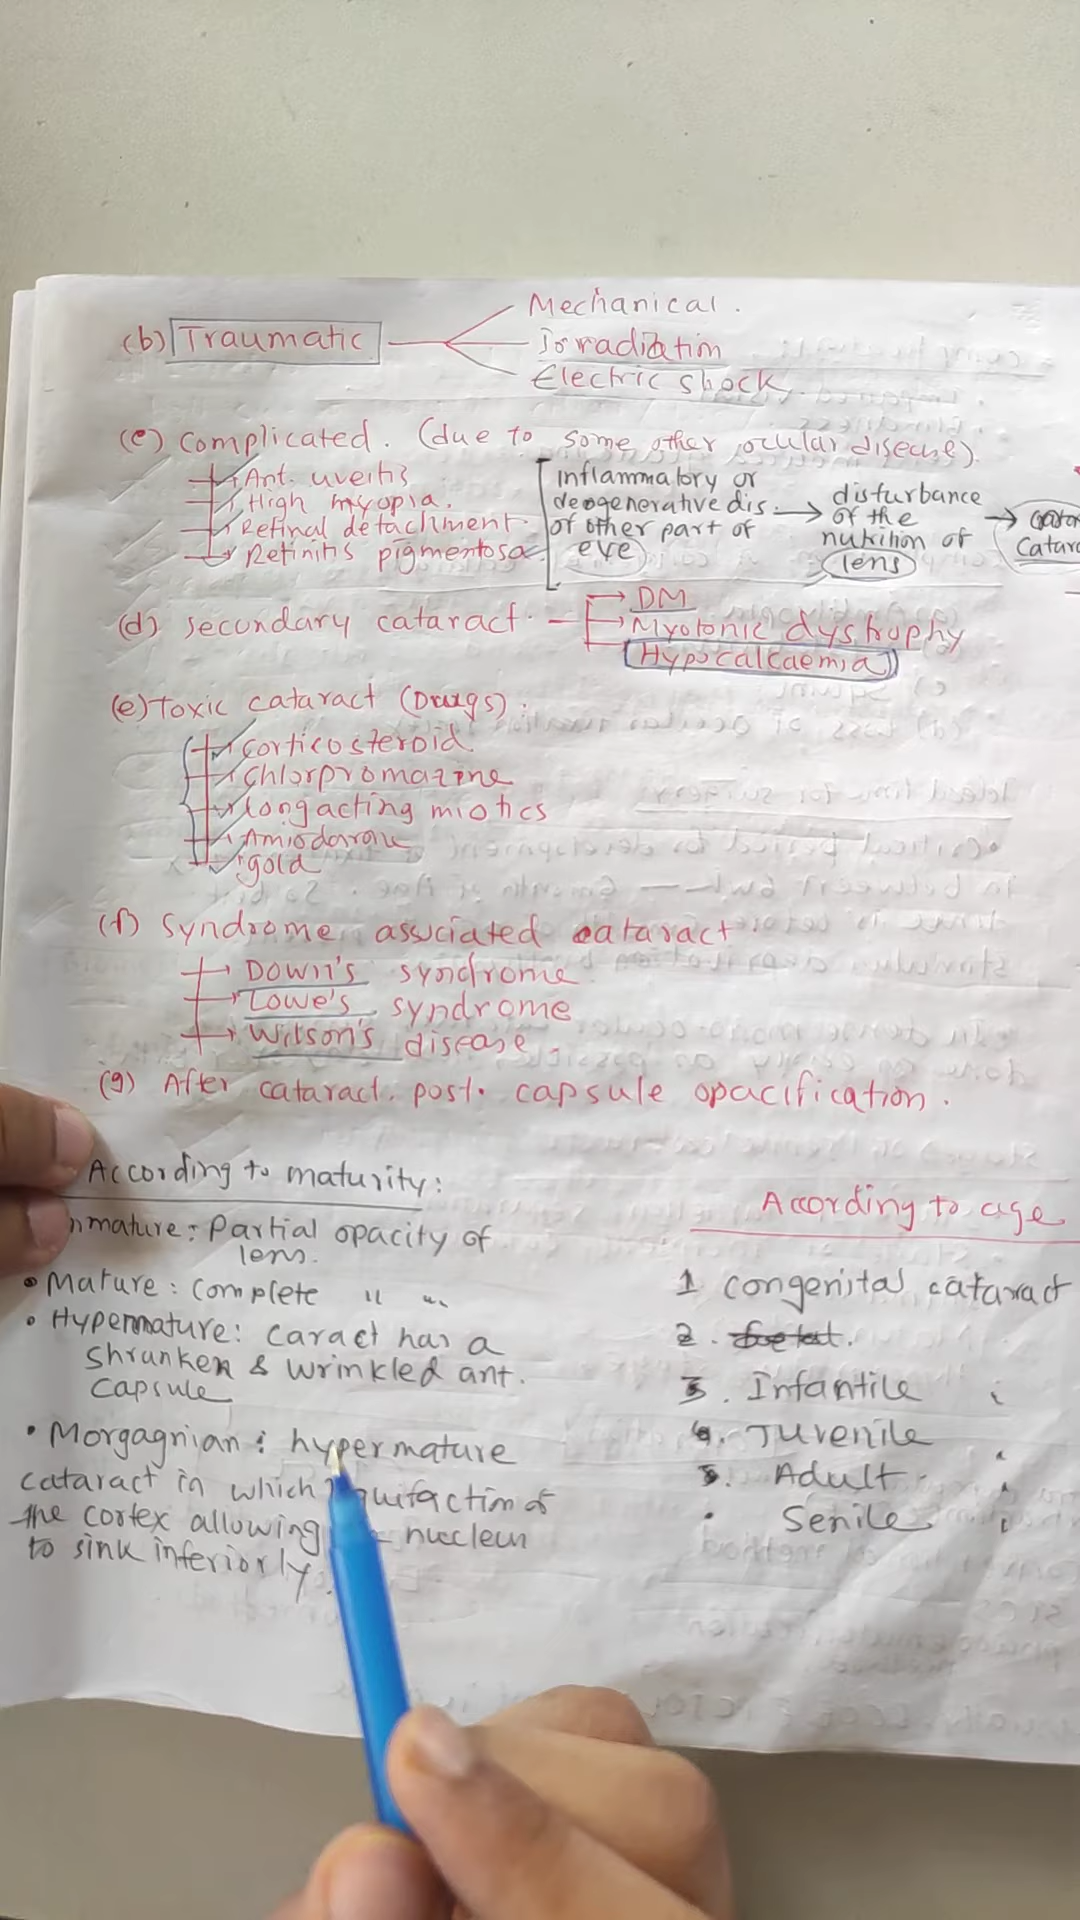 Mechanical.
(b) Traumatic
Irradiation
Electric shock.
(c) complicated. (due to some other ocular disease).
Ant. uveitis
High myopia.
Retinal detachment.
Retinitis pigmentosa
inflammatory or
deogenerative dis.
of other part of
eye
disturbance
of the
nutrition of
lens
(d) secondary cataract.
DM
Myotonic dystrophy
Hypocalcaemia
(e) Toxic cataract (Drugs):
corticosteroid
chlorpromazine
long acting miotics
Amiodarone
gold
(f) Syndrome associated cataract
Down's syndrome
Lowe's syndrome
Wilson's disease.
(g) After cataract. post. capsule opacification.
According to maturity:
mmature: Partial opacity of
lens.
• Mature: complete " "
• Hypermature: caract has a
shrunken & wrinkled ant.
capsule
• Morgagnian: hypermature
cataract in which
the cortex allowing nucleun
to sink inferiorly.
According to age
1 congenital cataract
2.
3. Infantile
4. Juvenile
5. Adult
• Senile